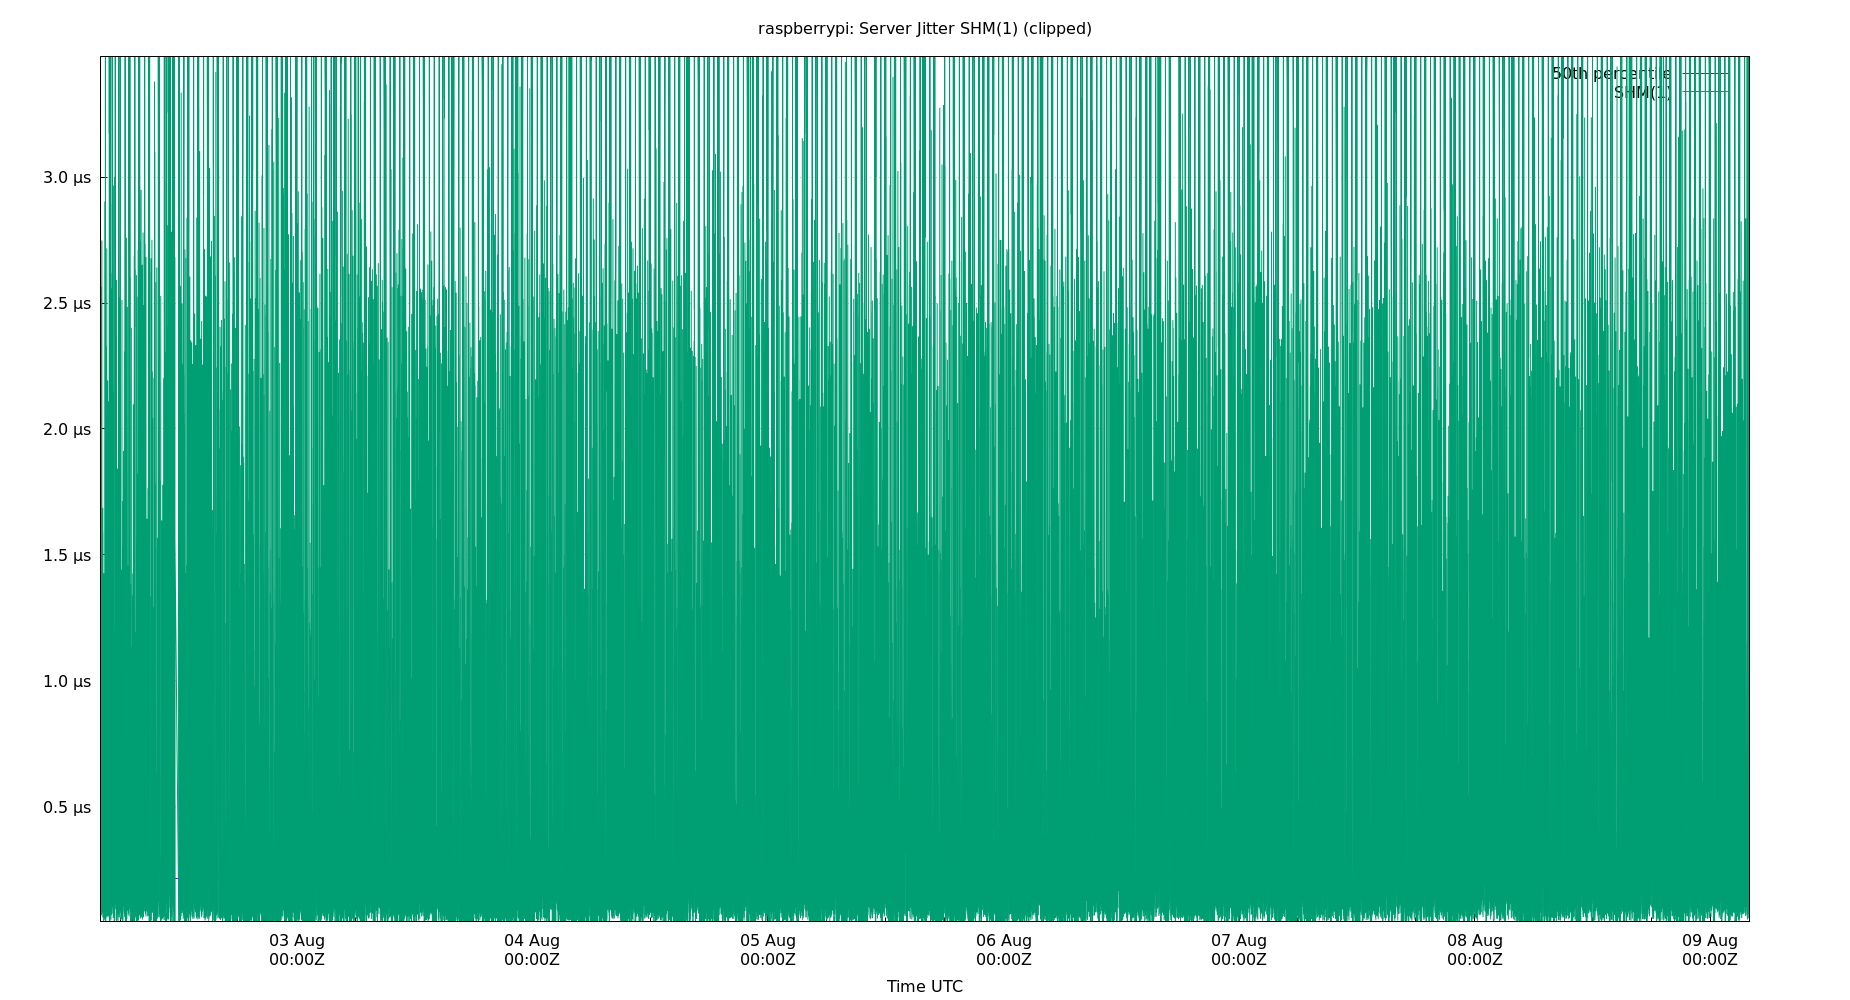 raspberrypi: Server Jitter SHM(1) (clipped)
50th percentile
SHM(1)
3.0 µs
2.5 µs
2.0 µs
1.5 µs
1.0 µs
0.5 µs
03 Aug 04 Aug 05 Aug 06 Aug 07 Aug 08 Aug 09 Aug
00:00Z 00:00Z 00:00Z 00:00Z 00:00Z 00:00Z 00:00Z
Time UTC